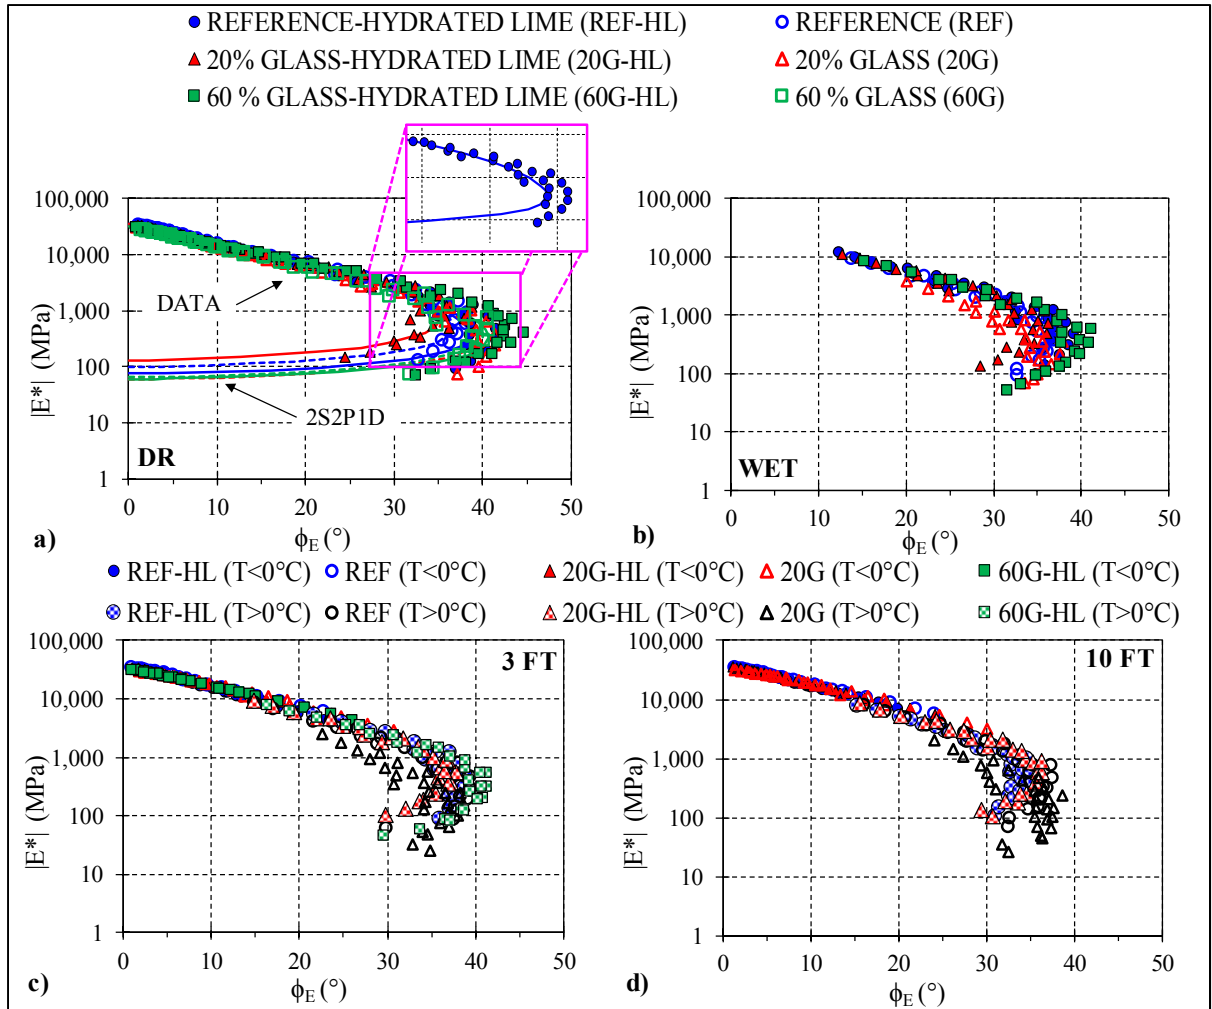 REFERENCE-HYDRATED LIME (REF-HL) REFERENCE (REF)
20% GLASS-HYDRATED LIME (20G-HL) 20% GLASS (20G)
60 % GLASS-HYDRATED LIME (60G-HL) 60 % GLASS (60G)
100,000
10,000
1,000
100
10
1
|E*| (MPa)
DATA
2S2P1D
DR
0 10 20 30 40 50
ϕE (°)
a)
100,000
10,000
1,000
100
10
1
|E*| (MPa)
WET
0 10 20 30 40 50
ϕE (°)
b)
REF-HL (T<0°C) REF (T<0°C) 20G-HL (T<0°C) 20G (T<0°C) 60G-HL (T<0°C)
REF-HL (T>0°C) REF (T>0°C) 20G-HL (T>0°C) 20G (T>0°C) 60G-HL (T>0°C)
100,000
10,000
1,000
100
10
1
|E*| (MPa)
3 FT
0 10 20 30 40 50
ϕE (°)
c)
100,000
10,000
1,000
100
10
1
|E*| (MPa)
10 FT
0 10 20 30 40 50
ϕE (°)
d)